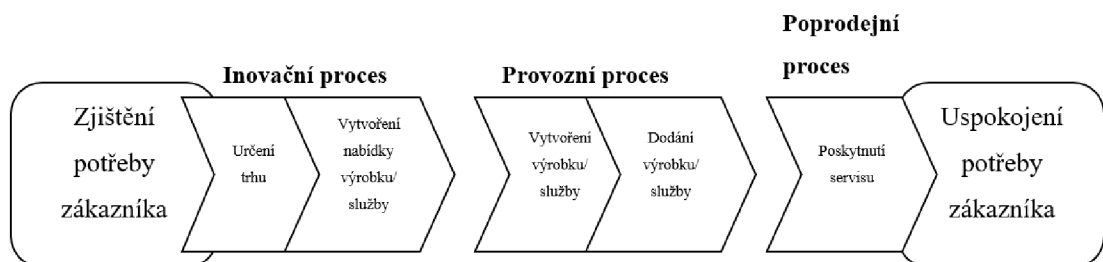 Poprodejní
proces
Inovační proces
Provozní proces
Zjištění
potřeby
zákazníka
Určení
trhu
Vytvoření
nabídky
výrobku/
služby
Vytvoření
výrobku/
služby
Dodání
výrobku/
služby
Poskytnutí
servisu
Uspokojení
potřeby
zákazníka